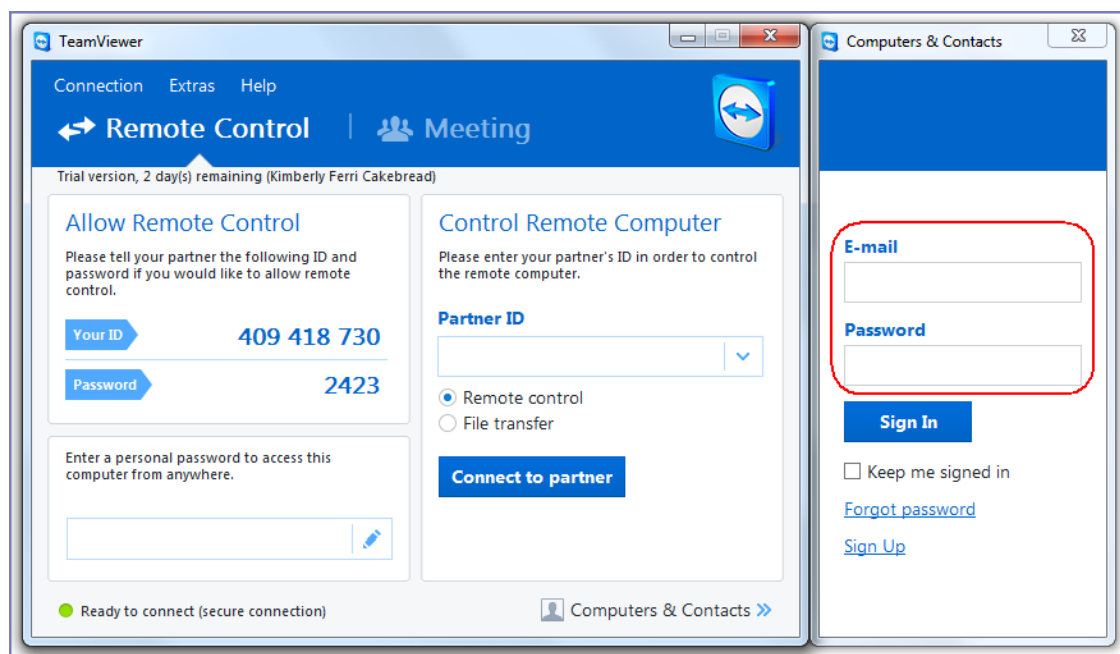 TeamViewer
Connection Extras Help
Remote Control
Meeting
Trial version, 2 day(s) remaining (Kimberly Ferri Cakebread)
Allow Remote Control
Please tell your partner the following ID and
password if you would like to allow remote
control.
Your ID 409 418 730
Password 2423
Enter a personal password to access this
computer from anywhere.
Control Remote Computer
Please enter your partner's ID in order to control
the remote computer.
Partner ID
Remote control
File transfer
Connect to partner
Ready to connect (secure connection)
Computers & Contacts
Computers & Contacts
E-mail
Password
Sign In
Keep me signed in
Forgot password
Sign Up